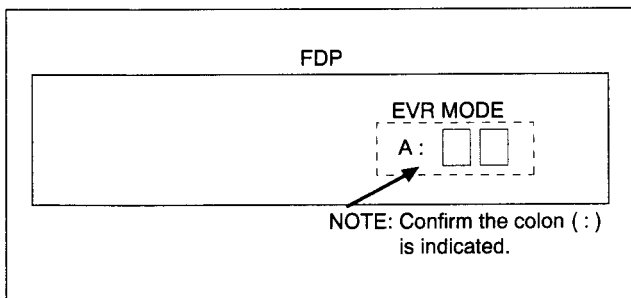 FDP
EVR MODE
A :
NOTE: Confirm the colon ( : )
is indicated.